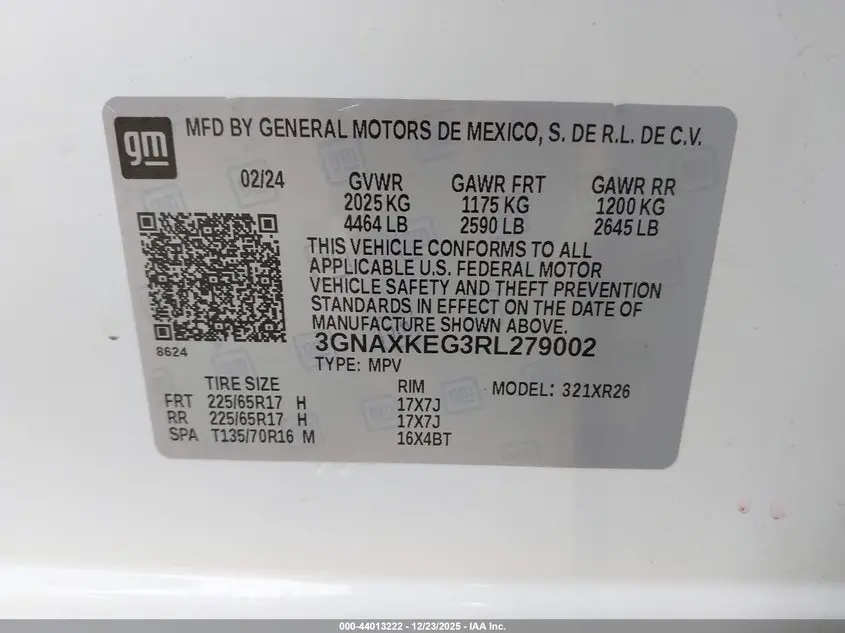 gm
MFD BY GENERAL MOTORS DE MEXICO, S. DE R.L. DE C.V.
02/24 GVWR GAWR FRT GAWR RR
2025 KG 1175 KG 1200 KG
4464 LB 2590 LB 2645 LB
THIS VEHICLE CONFORMS TO ALL
APPLICABLE U.S. FEDERAL MOTOR
VEHICLE SAFETY AND THEFT PREVENTION
STANDARDS IN EFFECT ON THE DATE OF
MANUFACTURE SHOWN ABOVE.
8624
3GNAXKEG3RL279002
TYPE: MPV
TIRE SIZE RIM MODEL: 321XR26
FRT 225/65R17 H 17X7J
RR 225/65R17 H 17X7J
SPA T135/70R16 M 16X4BT
000-44013222 - 12/23/2025 - IAA Inc.